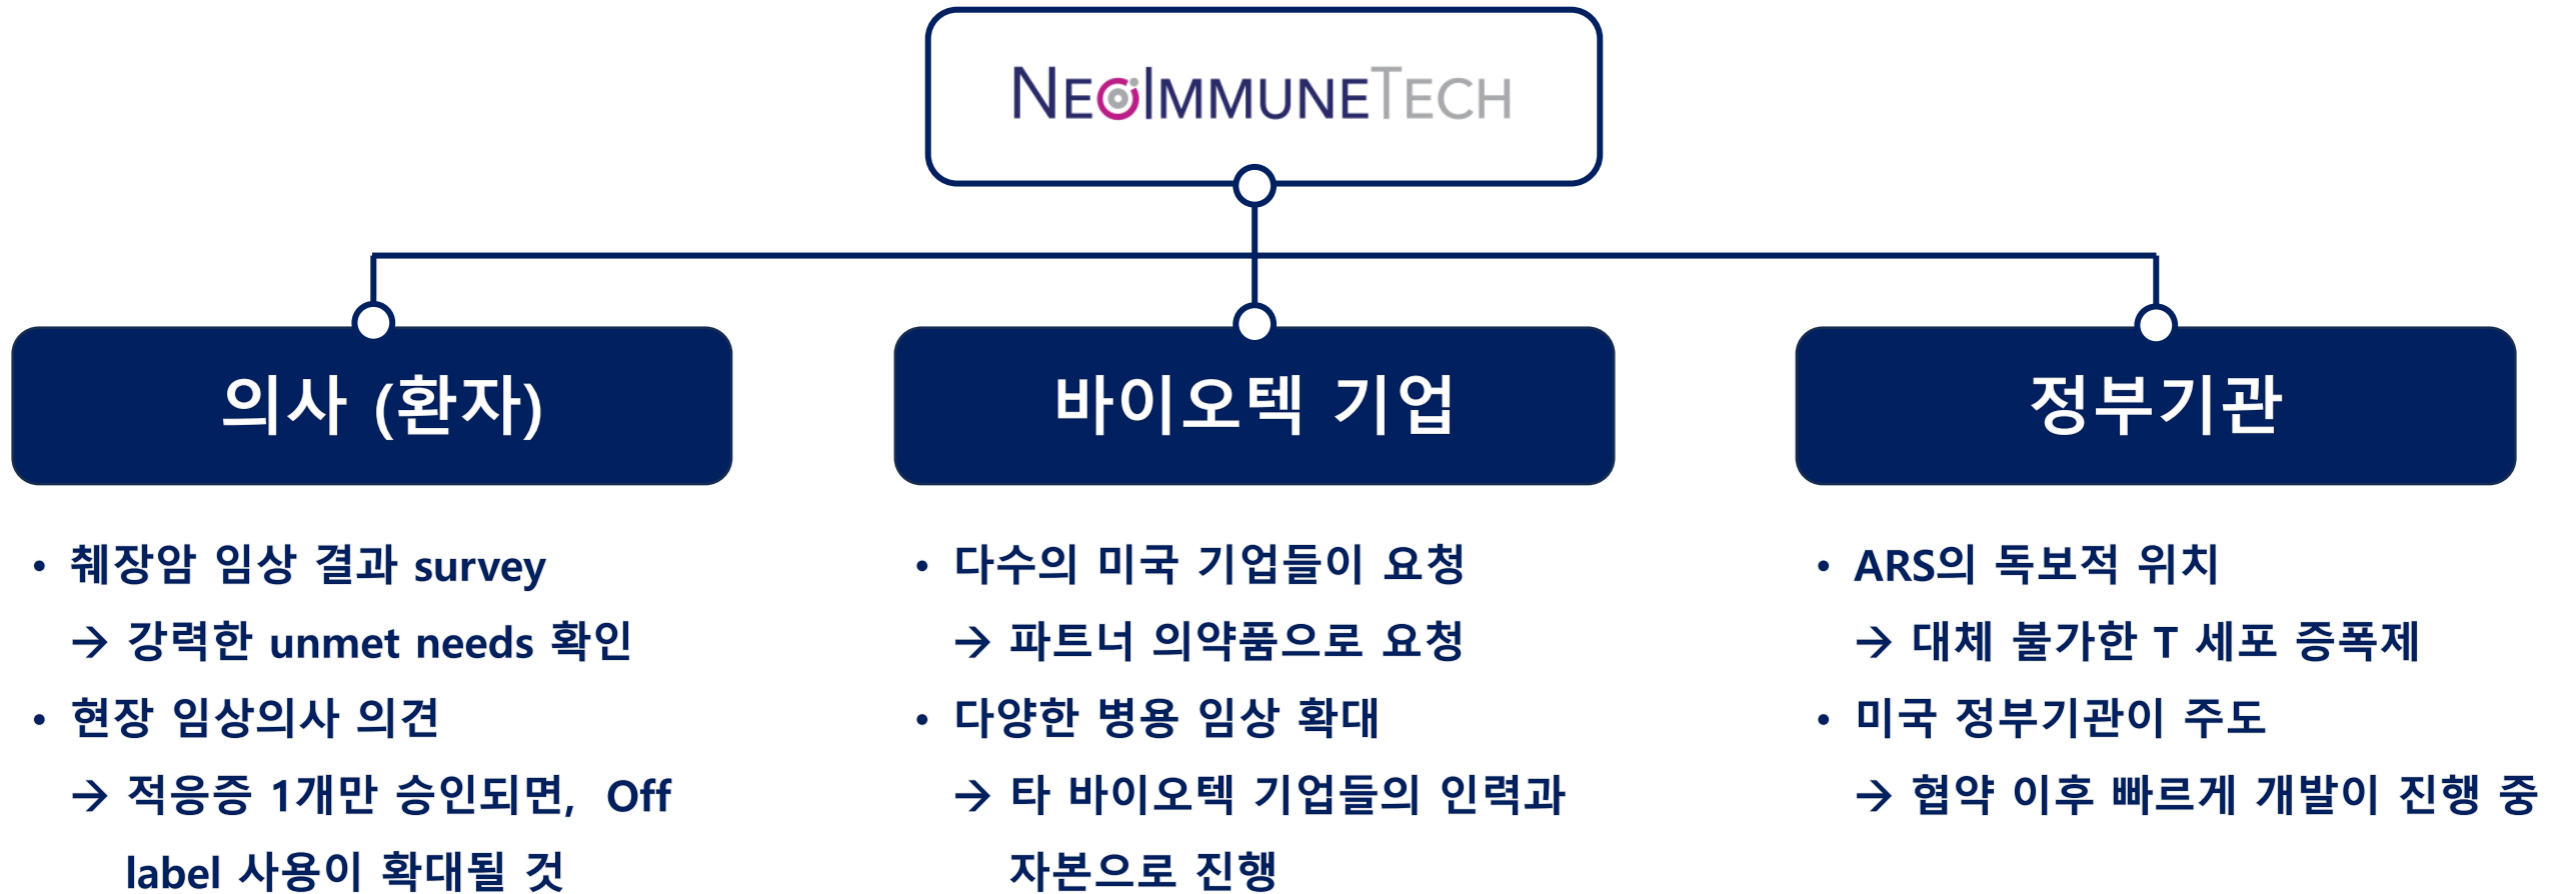 NEOIMMUNETECH
의사 (환자)
• 췌장암 임상 결과 survey
→ 강력한 unmet needs 확인
• 현장 임상의사 의견
→ 적응증 1개만 승인되면, Off
label 사용이 확대될 것
바이오텍 기업
• 다수의 미국 기업들이 요청
→ 파트너 의약품으로 요청
• 다양한 병용 임상 확대
→ 타 바이오텍 기업들의 인력과
자본으로 진행
정부기관
• ARS의 독보적 위치
→ 대체 불가한 T 세포 증폭제
• 미국 정부기관이 주도
→ 협약 이후 빠르게 개발이 진행 중